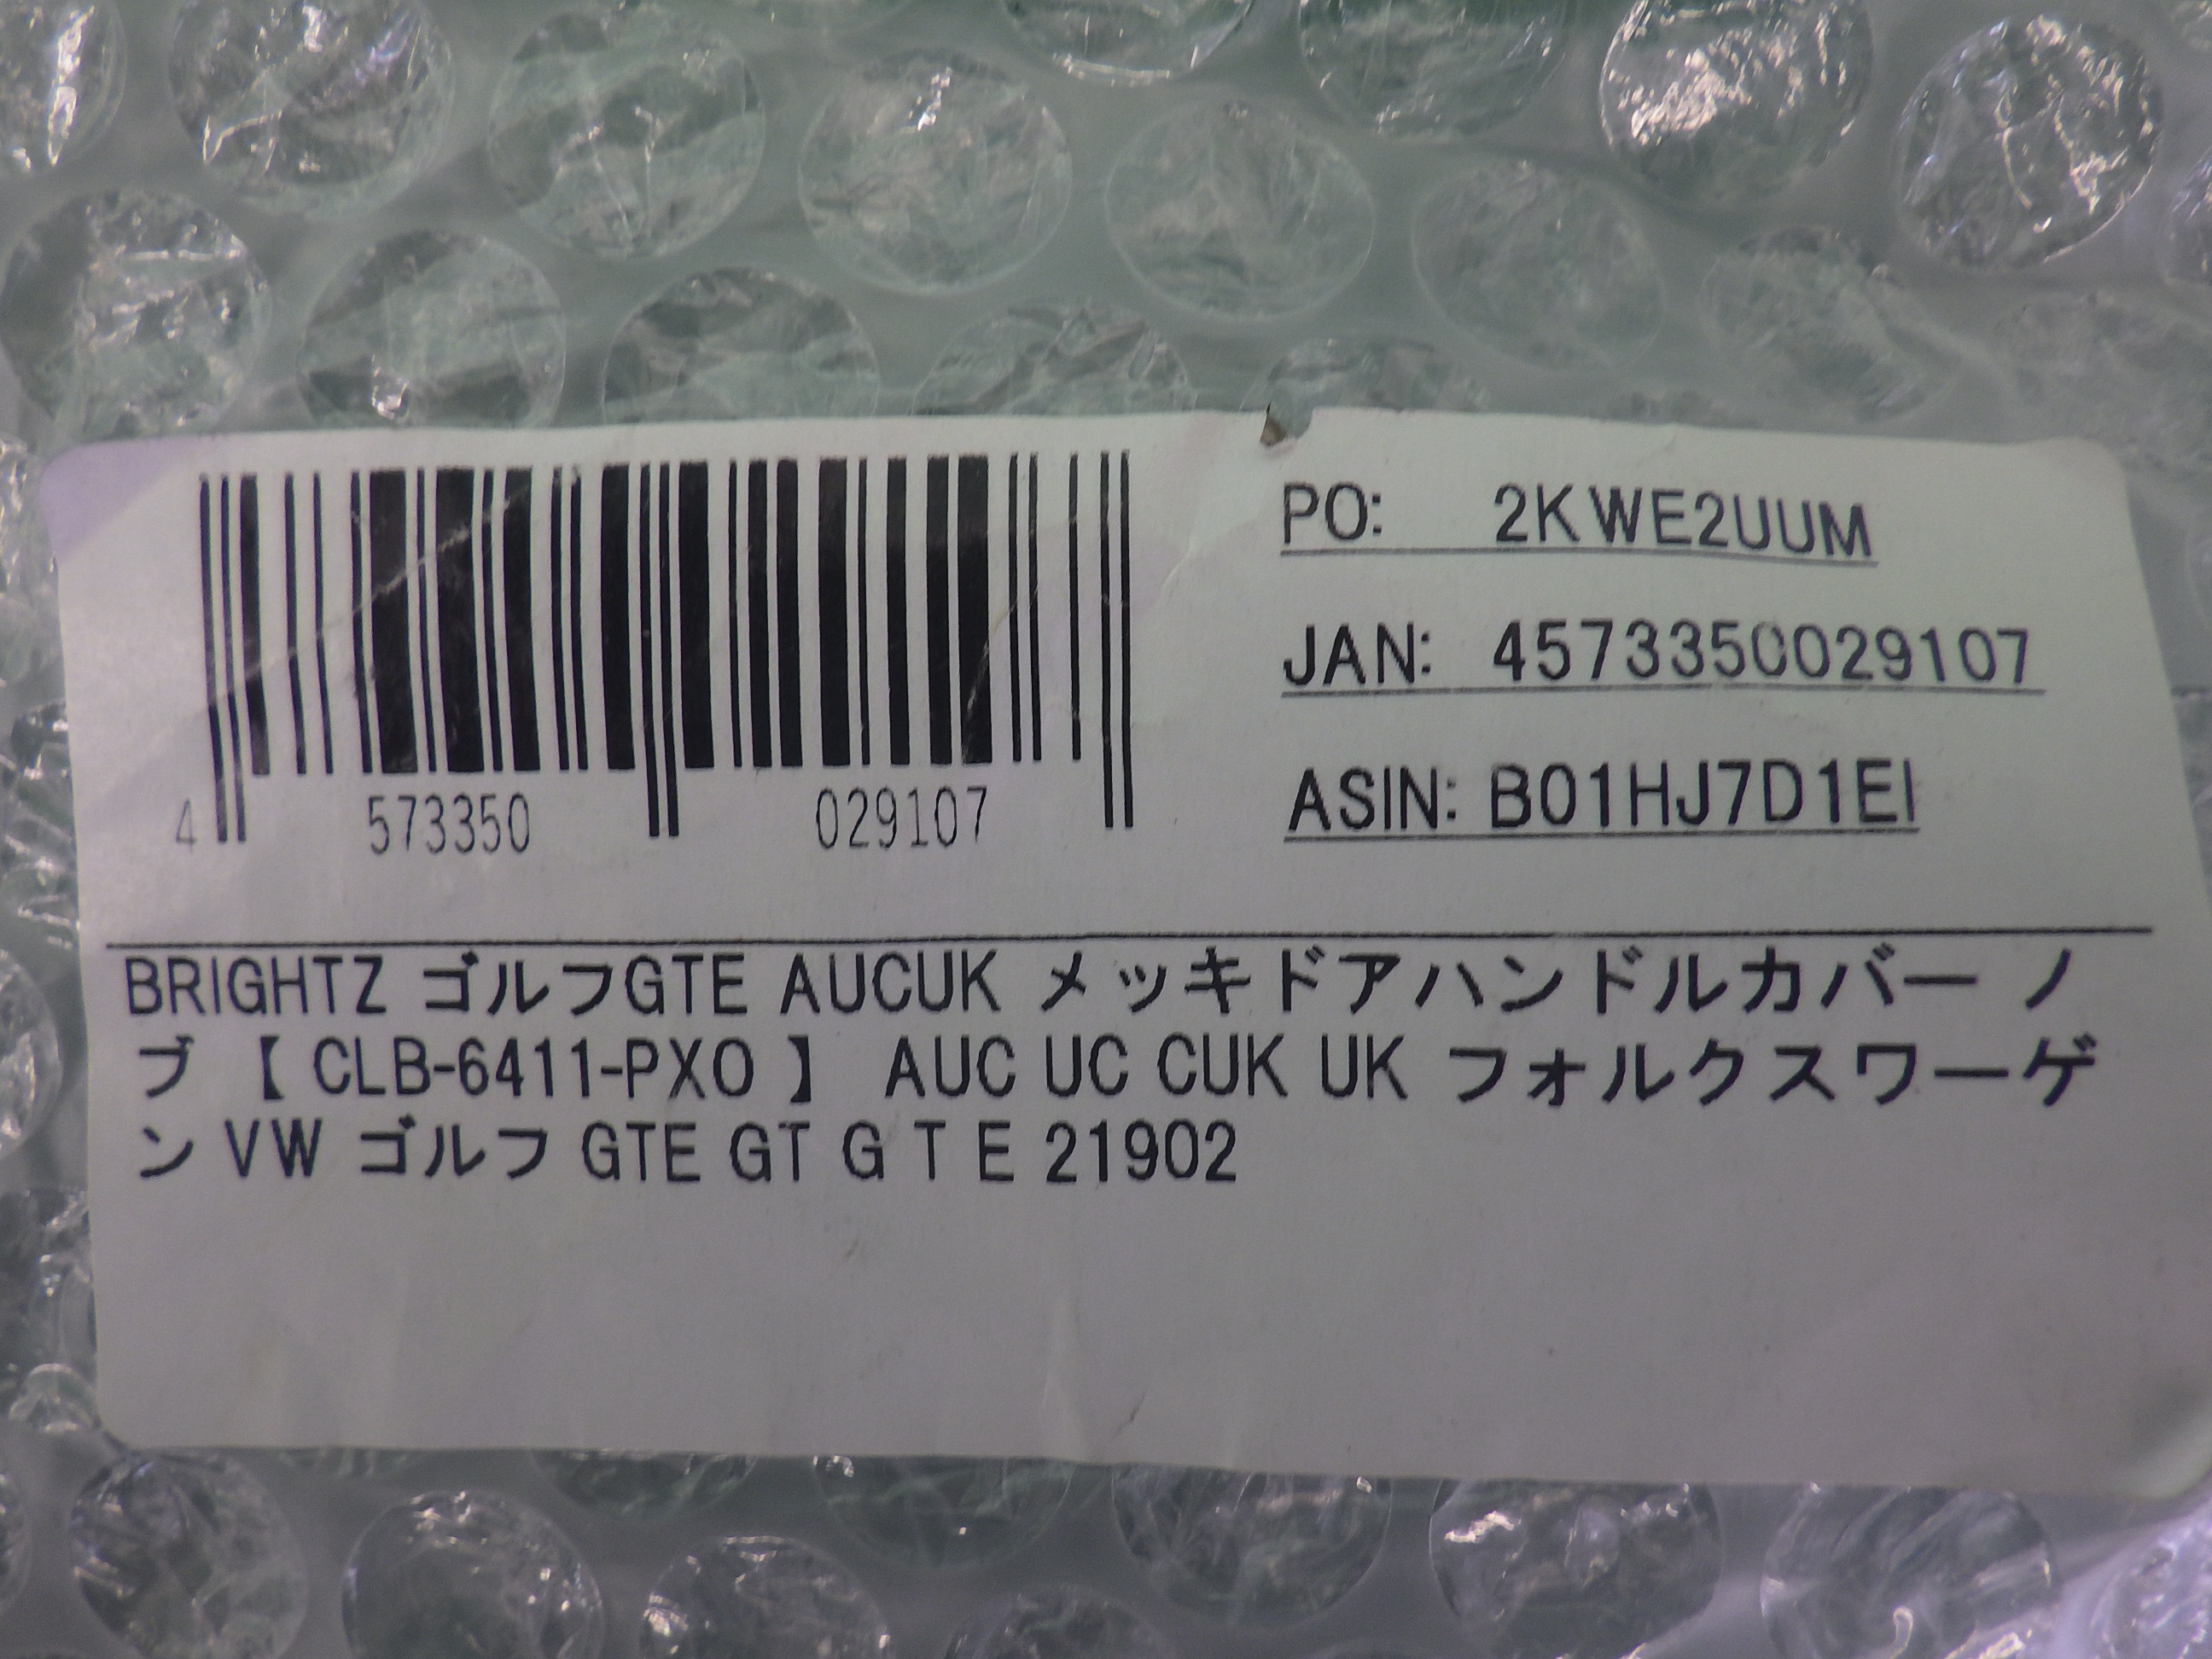 PO: 2KWE2UUM
JAN: 4573350029107
ASIN: B01HJ7D1EI
4 573350 029107
BRIGHTZ ゴルフGTE AUCUK メッキドアハンドルカバー ノ
ブ 【 CLB-6411-PXO 】 AUC UC CUK UK フォルクスワーゲ
ン VW ゴルフ GTE GT G T E 21902